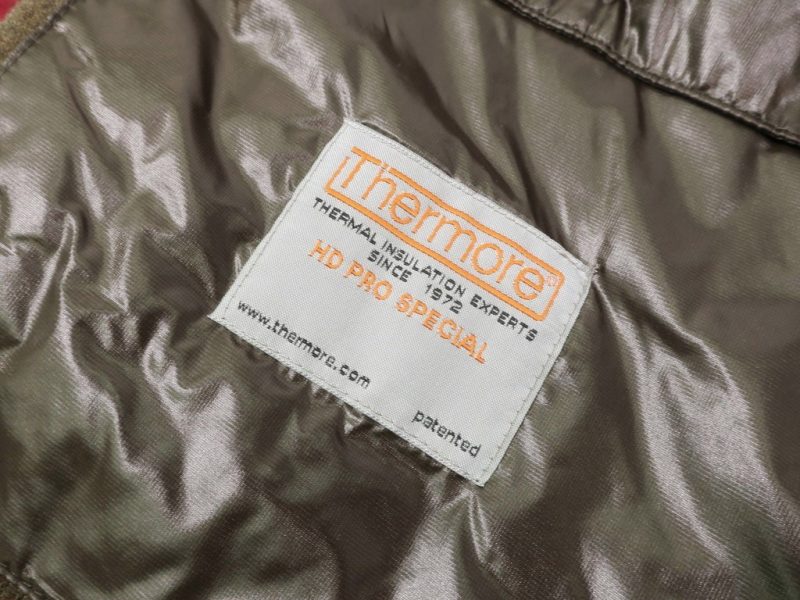 Thermore®
THERMAL INSULATION EXPERTS
SINCE 1972
HD PRO SPECIAL
www.thermore.com
patented